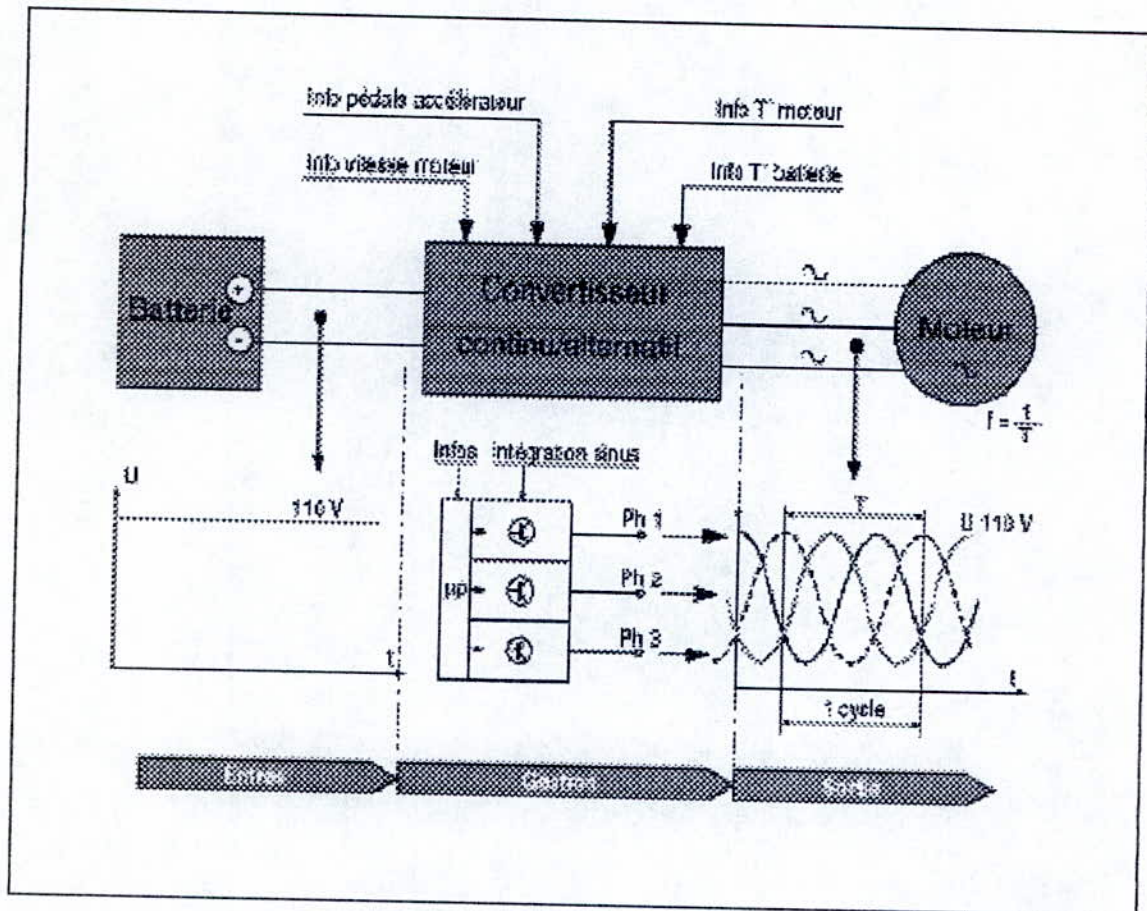 Info pédale accélérateur
Info vitesse moteur
Info T° moteur
Info T° batterie
Batterie
+
-
Convertisseur
continu/alternatif
Moteur
U
110 V
t
Infos intégration sinus
µp
Ph 1
Ph 2
Ph 3
T
U 110 V
t
1 cycle
Entrée
Sortie